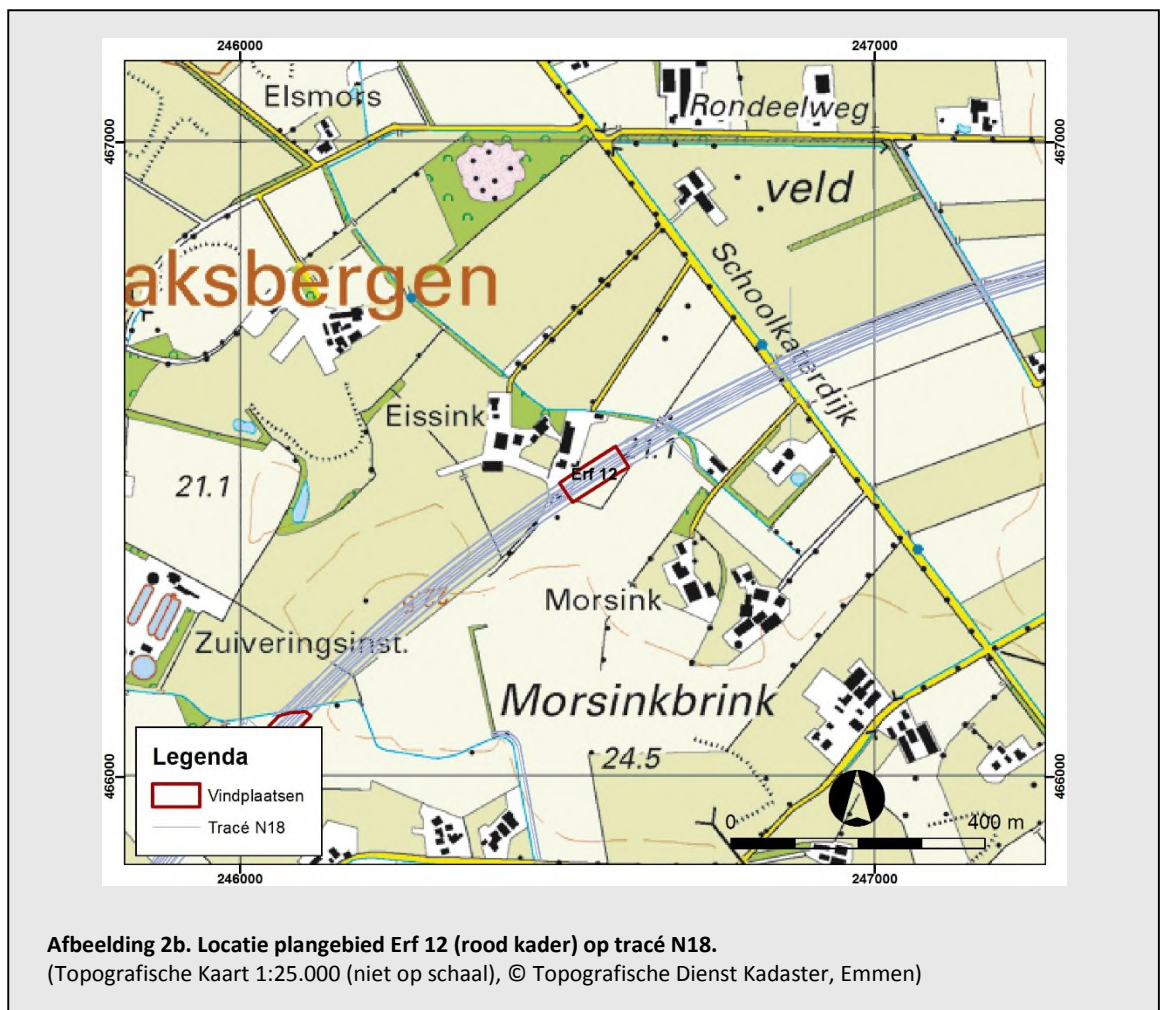 246000
247000
Elsmors
Rondeelweg
467000
467000
veld
aksbergen
Schoolkaterdijk
Eissink
Erf 12
21.1
Morsink
22.5
Zuiveringsinst.
Morsinkbrink
24.5
Legenda
Vindplaatsen
Tracé N18
466000
466000
0
400 m
246000
247000
Afbeelding 2b. Locatie plangebied Erf 12 (rood kader) op tracé N18.
(Topografische Kaart 1:25.000 (niet op schaal), © Topografische Dienst Kadaster, Emmen)